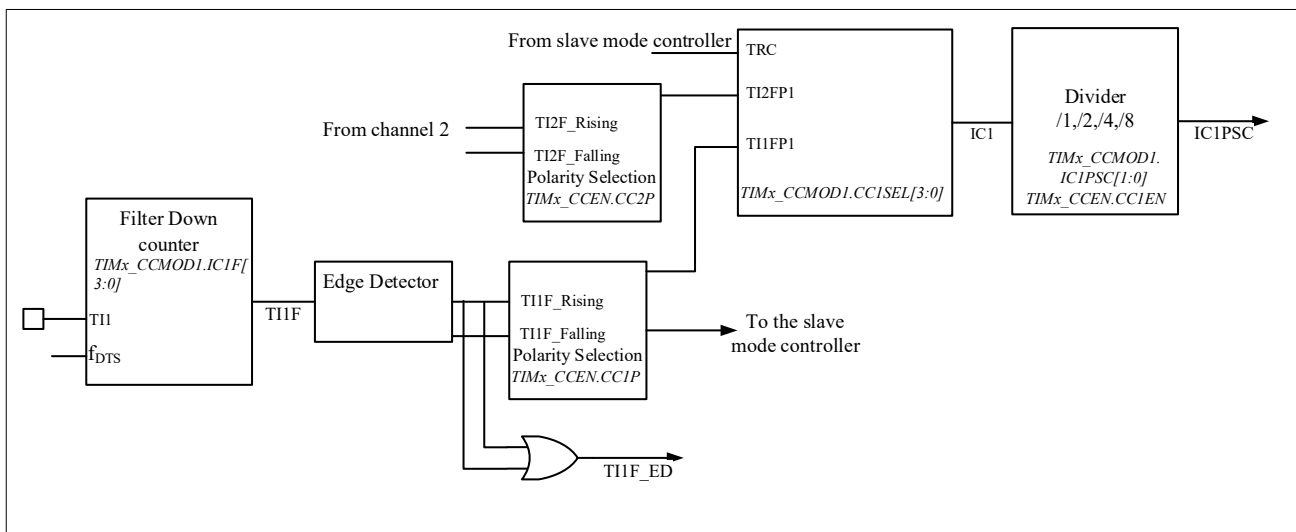 From slave mode controller
TRC
TI2FP1
TI1FP1
TIMx_CCMOD1.CC1SEL[3:0]
IC1
Divider
/1,/2,/4,/8
TIMx_CCMOD1.
IC1PSC[1:0]
TIMx_CCEN.CC1EN
IC1PSC
From channel 2
TI2F_Rising
TI2F_Falling
Polarity Selection
TIMx_CCEN.CC2P
Filter Down
counter
TIMx_CCMOD1.IC1F[
3:0]
TI1
fDTS
TI1F
Edge Detector
TI1F_Rising
TI1F_Falling
Polarity Selection
TIMx_CCEN.CC1P
To the slave
mode controller
TI1F_ED